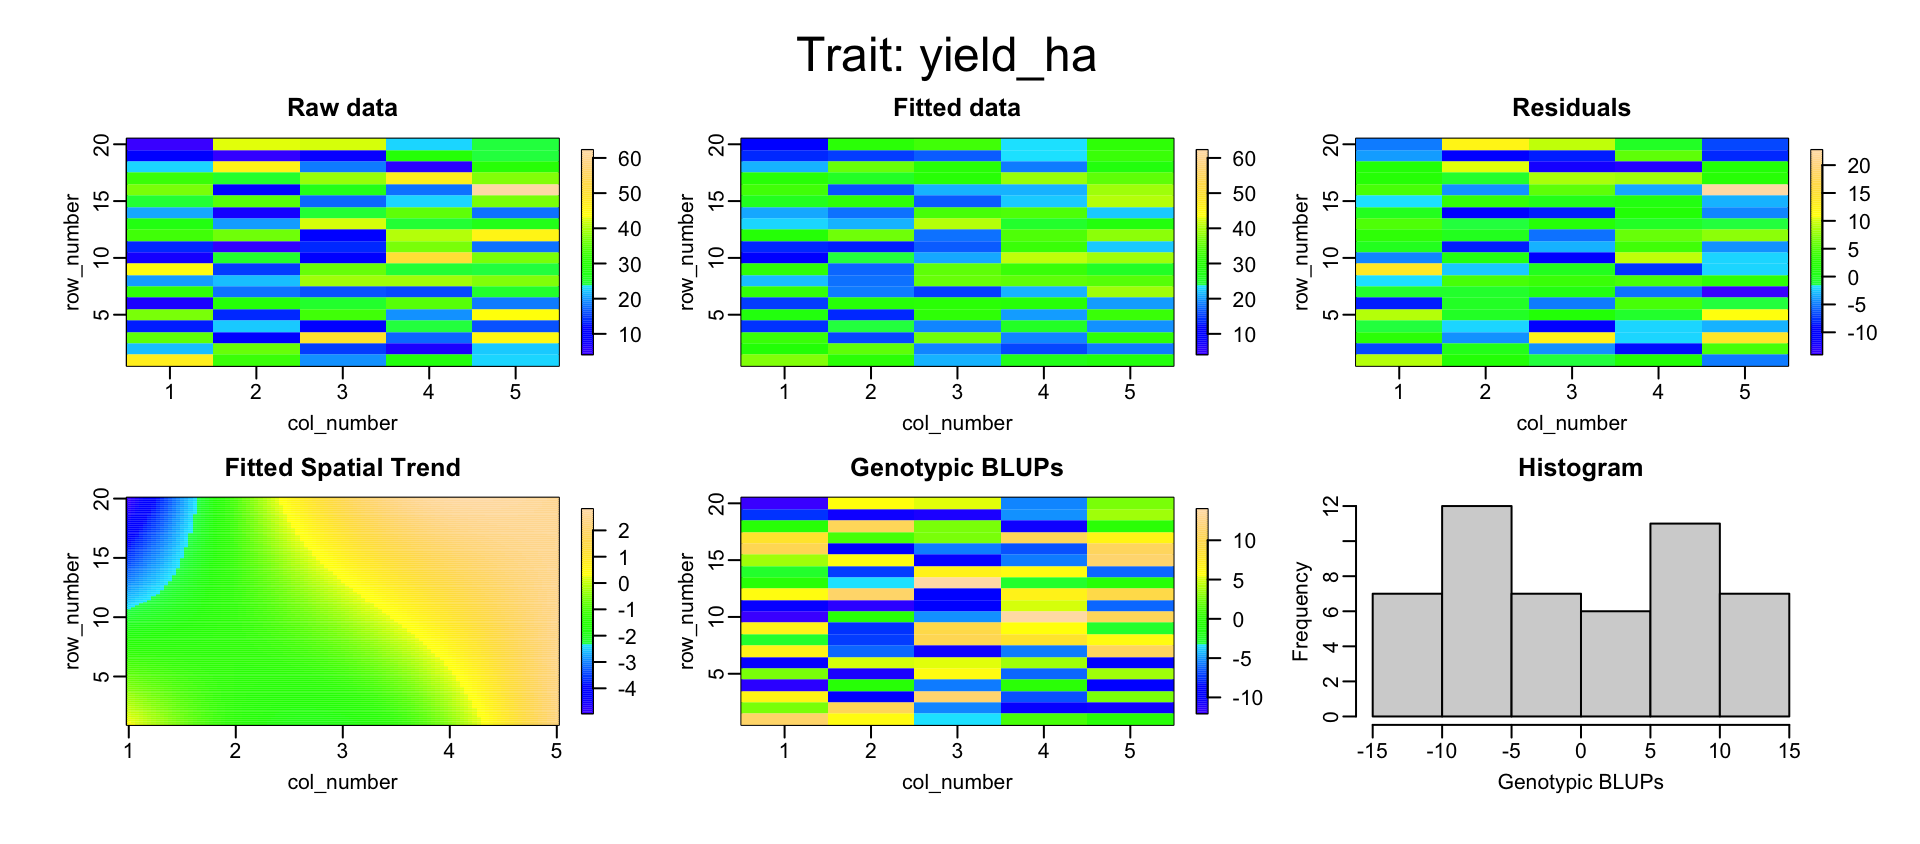 Trait: yield_ha
Raw data
row_number
5 10 15 20
1 2 3 4 5
col_number
60
50
40
30
20
10
Fitted data
row_number
5 10 15 20
1 2 3 4 5
col_number
60
50
40
30
20
10
Residuals
row_number
5 10 15 20
1 2 3 4 5
col_number
20
15
10
5
0
-5
-10
Fitted Spatial Trend
row_number
5 10 15 20
1 2 3 4 5
col_number
2
1
0
-1
-2
-3
-4
Genotypic BLUPs
row_number
5 10 15 20
1 2 3 4 5
col_number
10
5
0
-5
-10
Histogram
Frequency
0 2 4 6 8 12
-15 -10 -5 0 5 10 15
Genotypic BLUPs